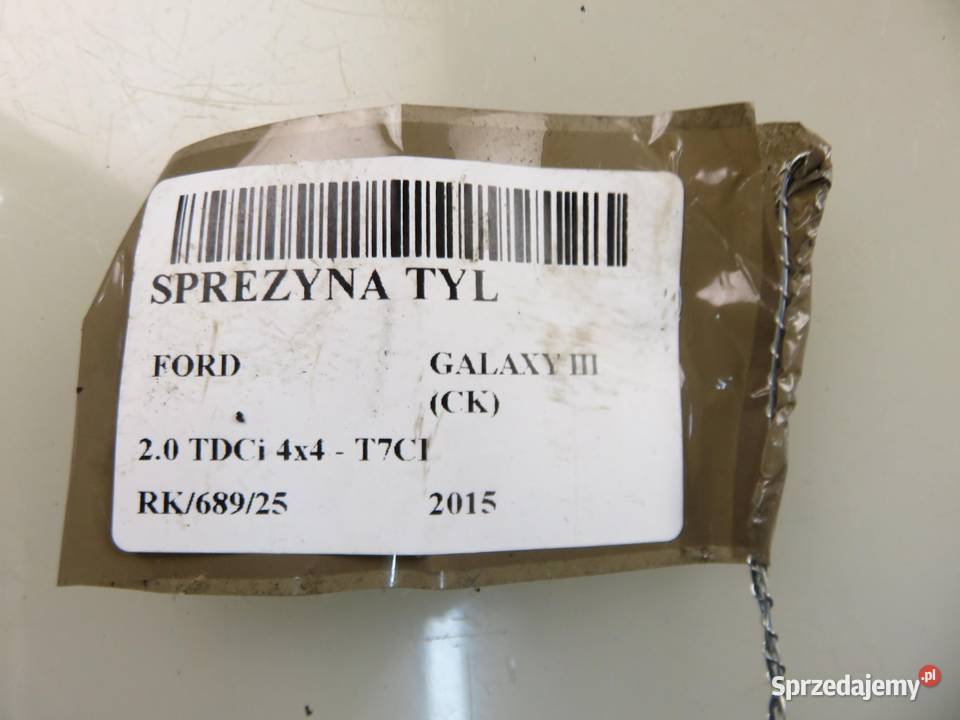 SPREZYNA TYL
FORD GALAXY III
(CK)
2.0 TDCi 4x4 - T7CI
RK/689/25 2015
Sprzedajemy.pl